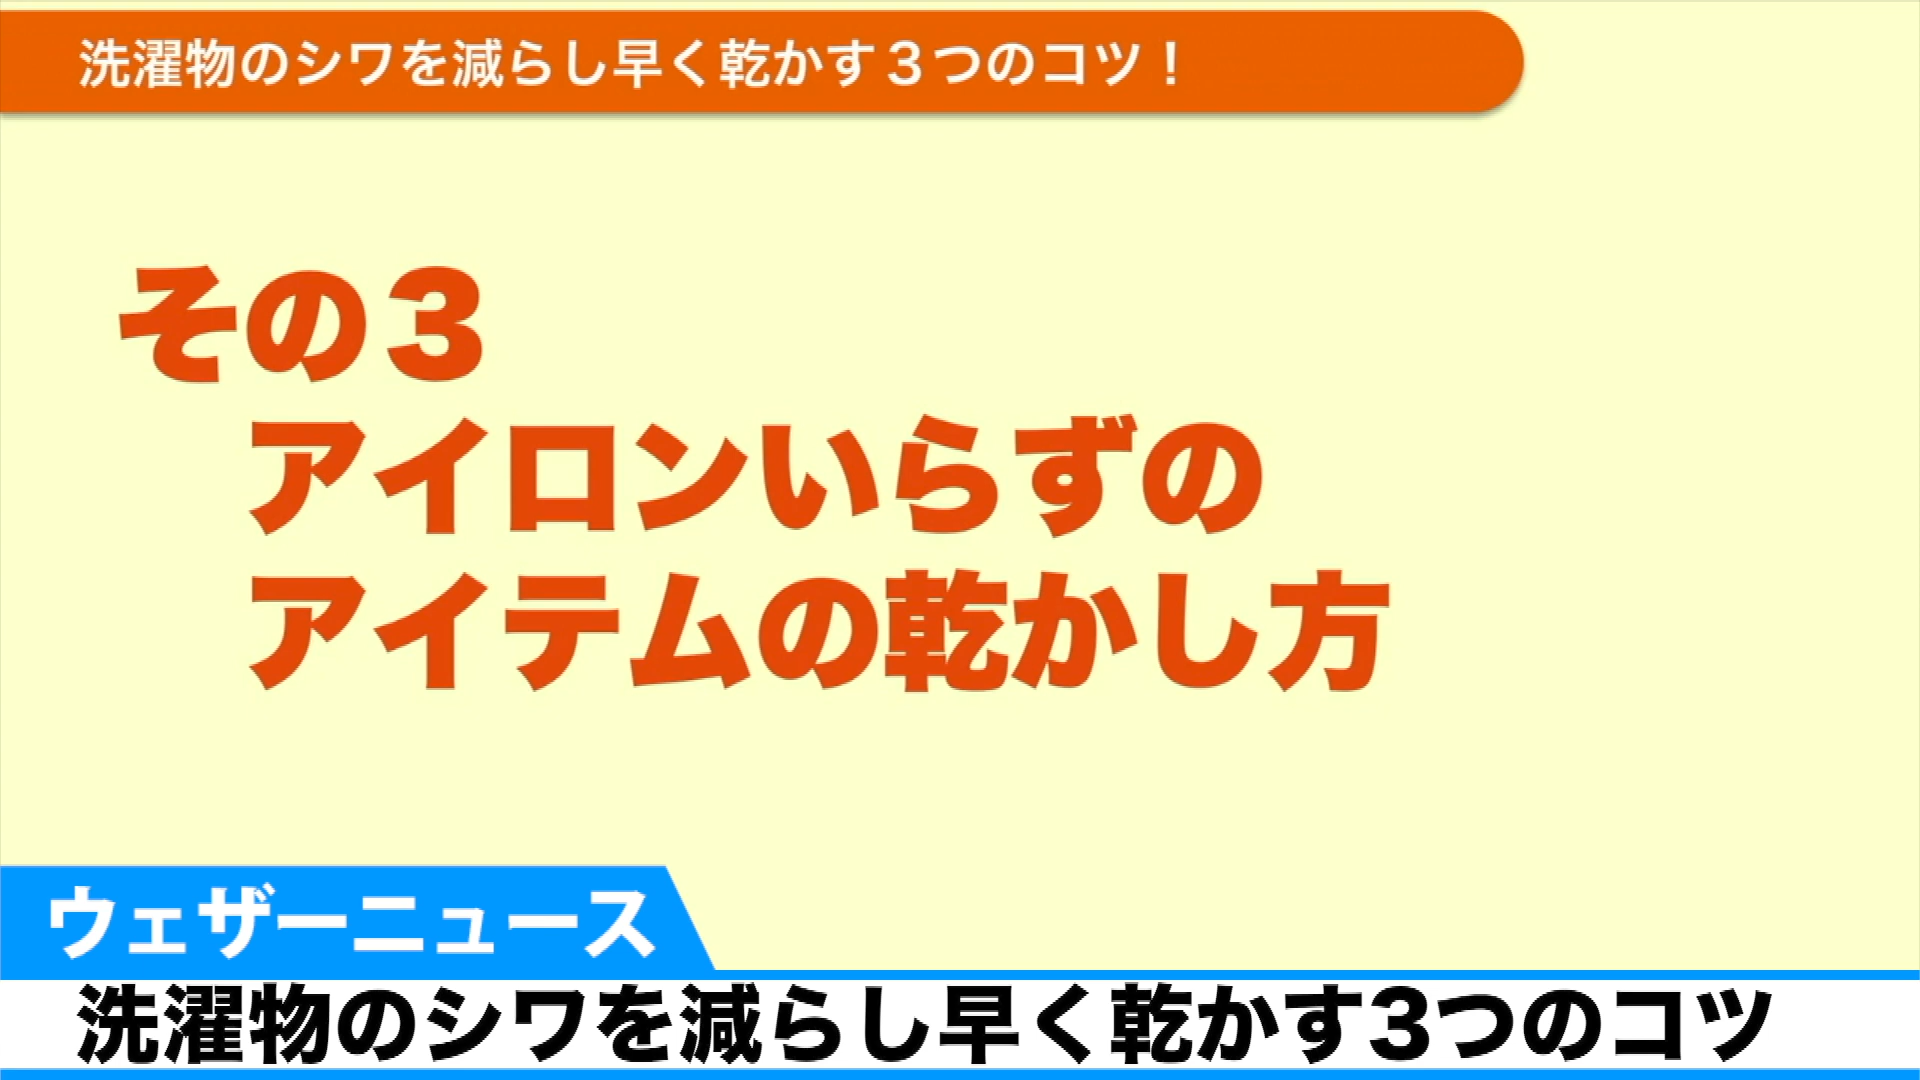 洗濯物のシワを減らし早く乾かす３つのコツ！
その３
アイロンいらずの
アイテムの乾かし方
ウェザーニュース
洗濯物のシワを減らし早く乾かす3つのコツ